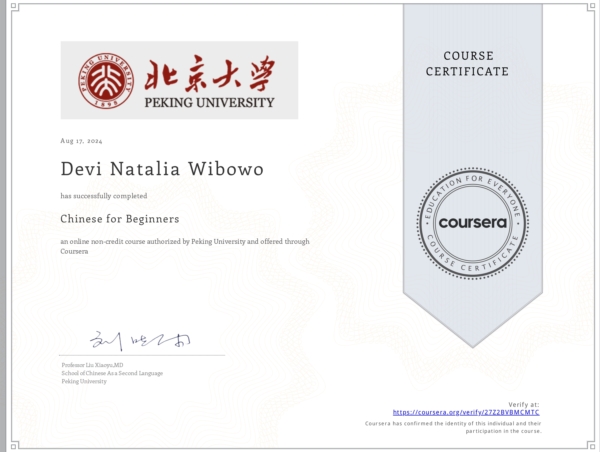 COURSE
CERTIFICATE
PEKING UNIVERSITY
1898
北京大学
PEKING UNIVERSITY
Aug 17, 2024
Devi Natalia Wibowo
has successfully completed
Chinese for Beginners
an online non-credit course authorized by Peking University and offered through
Coursera
EDUCATION FOR EVERYONE
coursera
COURSE CERTIFICATE
Professor Liu Xiaoyu,MD
School of Chinese As a Second Language
Peking University
Verify at:
https://coursera.org/verify/27Z2BVBMCMTC
Coursera has confirmed the identity of this individual and their
participation in the course.